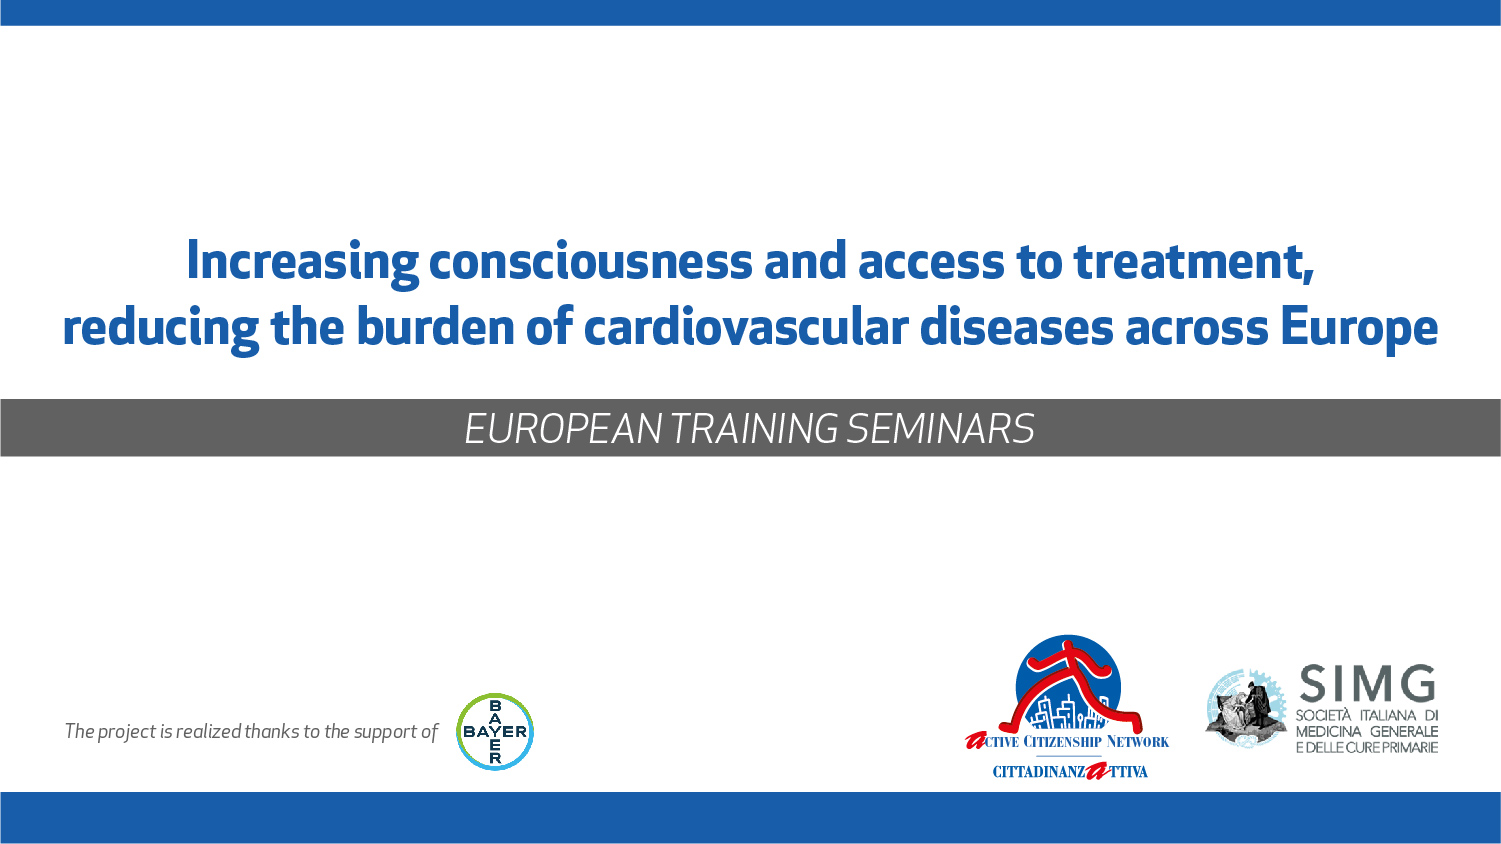 Increasing consciousness and access to treatment,
reducing the burden of cardiovascular diseases across Europe
EUROPEAN TRAINING SEMINARS
The project is realized thanks to the support of
BAYER
BAYER
ACTIVE CITIZENSHIP NETWORK
CITTADINANZATTIVA
SIMG
SOCIETÀ ITALIANA DI
MEDICINA GENERALE
E DELLE CURE PRIMARIE